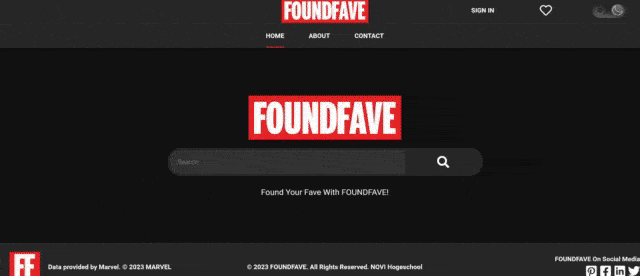 FOUNDFAVE
SIGN IN
HOME ABOUT CONTACT
FOUNDFAVE
Search
Found Your Fave With FOUNDFAVE!
FF
Data provided by Marvel. © 2023 MARVEL
© 2023 FOUNDFAVE. All Rights Reserved. NOVI Hogeschool
FOUNDFAVE On Social Media